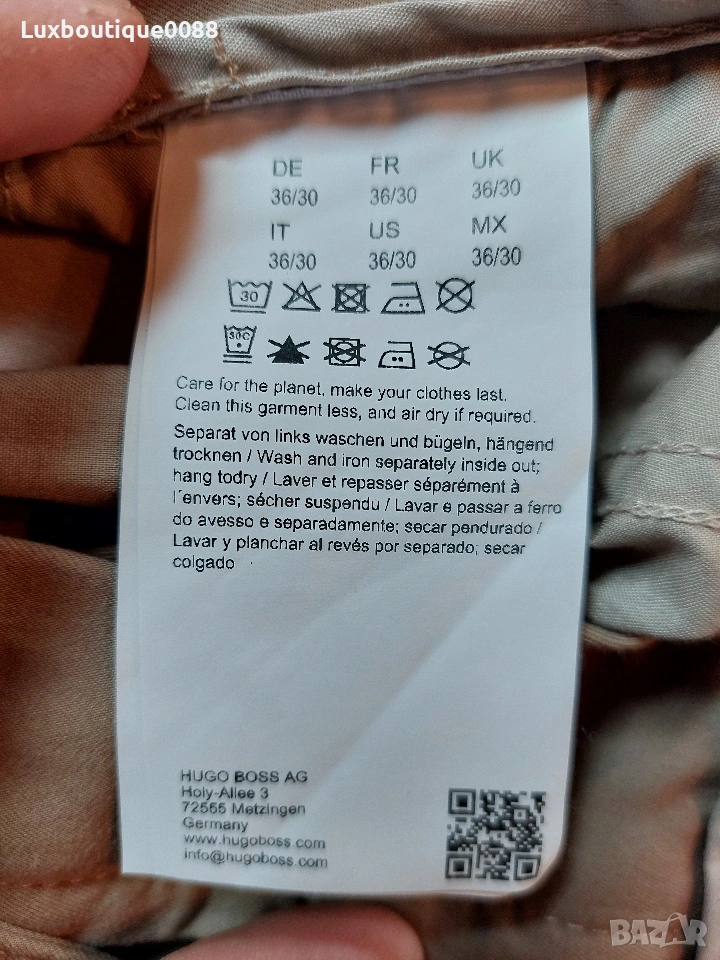 Luxboutique0088
DE FR UK
36/30 36/30 36/30
IT US MX
36/30 36/30 36/30
30
30C
Care for the planet, make your clothes last.
Clean this garment less, and air dry if required.
Separat von links waschen und bügeln, hängend
trocknen / Wash and iron separately inside out;
hang todry / Laver et repasser séparément à
l´envers; sécher suspendu / Lavar e passar a ferro
do avesso e separadamente; secar pendurado /
Lavar y planchar al revés por separado; secar
colgado
HUGO BOSS AG
Holy-Allee 3
72555 Metzingen
Germany
www.hugoboss.com
info@hugoboss.com
BAZAR